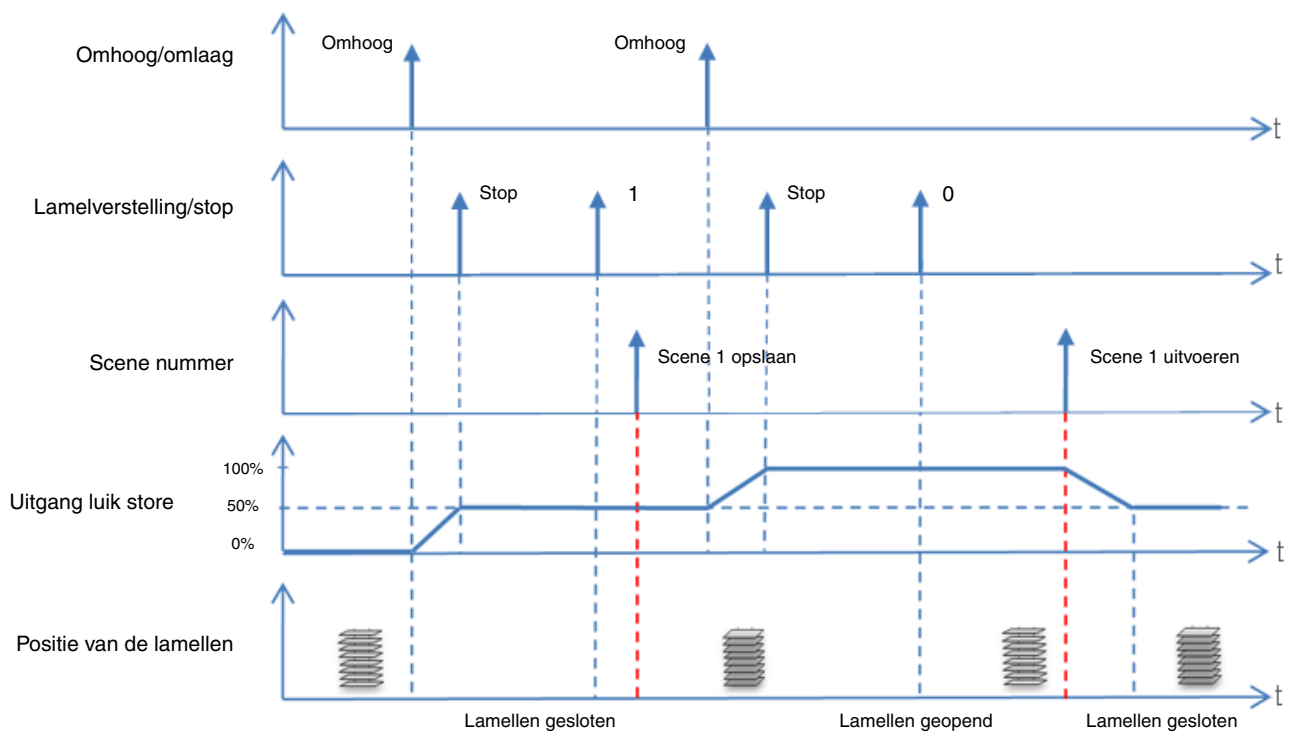 Omhoog/omlaag
Omhoog
Omhoog
t
Lamelverstelling/stop
Stop
1
Stop
0
t
Scene nummer
Scene 1 opslaan
Scene 1 uitvoeren
t
Uitgang luik store
100%
50%
0%
t
Positie van de lamellen
t
Lamellen gesloten
Lamellen geopend
Lamellen gesloten